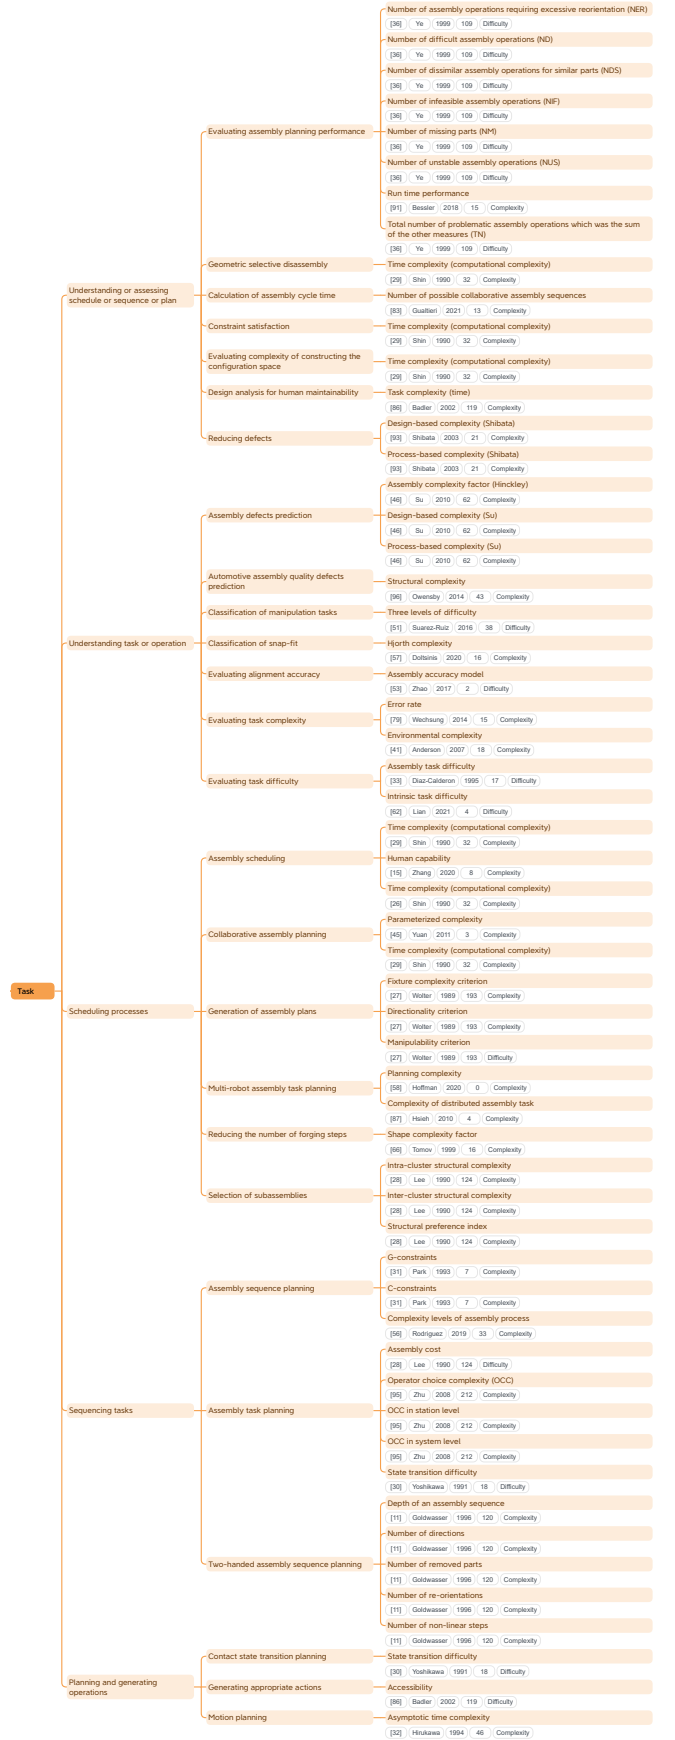 Number of assembly operations requiring excessive reorientation (NER)
[36] Ye 1999 109 Difficulty
Number of difficult assembly operations (ND)
[36] Ye 1999 109 Difficulty
Number of dissimilar assembly operations for similar parts (NDS)
[36] Ye 1999 109 Difficulty
Number of infeasible assembly operations (NIF)
[36] Ye 1999 109 Difficulty
Evaluating assembly planning performance
Number of missing parts (NM)
[36] Ye 1999 109 Difficulty
Number of unstable assembly operations (NUS)
[36] Ye 1999 109 Difficulty
Run time performance
[91] Bessler 2018 15 Complexity
Total number of problematic assembly operations which was the sum
of the other measures (TN)
[36] Ye 1999 109 Difficulty
Understanding or assessing
schedule or sequence or plan
Geometric selective disassembly
Time complexity (computational complexity)
[29] Shin 1990 32 Complexity
Calculation of assembly cycle time
Number of possible collaborative assembly sequences
[83] Gualtieri 2021 13 Complexity
Constraint satisfaction
Time complexity (computational complexity)
[29] Shin 1990 32 Complexity
Evaluating complexity of constructing the
configuration space
Time complexity (computational complexity)
[29] Shin 1990 32 Complexity
Design analysis for human maintainability
Task complexity (time)
[86] Badler 2002 119 Complexity
Reducing defects
Design-based complexity (Shibata)
[93] Shibata 2003 21 Complexity
Process-based complexity (Shibata)
[93] Shibata 2003 21 Complexity
Assembly defects prediction
Assembly complexity factor (Hinckley)
[46] Su 2010 62 Complexity
Design-based complexity (Su)
[46] Su 2010 62 Complexity
Process-based complexity (Su)
[46] Su 2010 62 Complexity
Automotive assembly quality defects
prediction
Structural complexity
[96] Owensby 2014 43 Complexity
Classification of manipulation tasks
Three levels of difficulty
[51] Suarez-Ruiz 2016 38 Difficulty
Understanding task or operation
Classification of snap-fit
Hjorth complexity
[57] Doltsinis 2020 16 Complexity
Evaluating alignment accuracy
Assembly accuracy model
[53] Zhao 2017 2 Difficulty
Evaluating task complexity
Error rate
[79] Wechsung 2014 15 Complexity
Environmental complexity
[41] Anderson 2007 18 Complexity
Evaluating task difficulty
Assembly task difficulty
[33] Diaz-Calderon 1995 17 Difficulty
Intrinsic task difficulty
[62] Lian 2021 4 Difficulty
Assembly scheduling
Time complexity (computational complexity)
[29] Shin 1990 32 Complexity
Human capability
[15] Zhang 2020 8 Complexity
Time complexity (computational complexity)
[26] Shin 1990 32 Complexity
Collaborative assembly planning
Parameterized complexity
[45] Yuan 2011 3 Complexity
Time complexity (computational complexity)
[29] Shin 1990 32 Complexity
Task
Scheduling processes
Generation of assembly plans
Fixture complexity criterion
[27] Wolter 1989 193 Complexity
Directionality criterion
[27] Wolter 1989 193 Complexity
Manipulability criterion
[27] Wolter 1989 193 Difficulty
Multi-robot assembly task planning
Planning complexity
[58] Hoffman 2020 0 Complexity
Complexity of distributed assembly task
[87] Hsieh 2010 4 Complexity
Reducing the number of forging steps
Shape complexity factor
[66] Tomov 1999 16 Complexity
Selection of subassemblies
Intra-cluster structural complexity
[28] Lee 1990 124 Complexity
Inter-cluster structural complexity
[28] Lee 1990 124 Complexity
Structural preference index
[28] Lee 1990 124 Complexity
Assembly sequence planning
G-constraints
[31] Park 1993 7 Complexity
C-constraints
[31] Park 1993 7 Complexity
Complexity levels of assembly process
[56] Rodriguez 2019 33 Complexity
Sequencing tasks
Assembly task planning
Assembly cost
[28] Lee 1990 124 Difficulty
Operator choice complexity (OCC)
[95] Zhu 2008 212 Complexity
OCC in station level
[95] Zhu 2008 212 Complexity
OCC in system level
[95] Zhu 2008 212 Complexity
State transition difficulty
[30] Yoshikawa 1991 18 Difficulty
Two-handed assembly sequence planning
Depth of an assembly sequence
[11] Goldwasser 1996 120 Complexity
Number of directions
[11] Goldwasser 1996 120 Complexity
Number of removed parts
[11] Goldwasser 1996 120 Complexity
Number of re-orientations
[11] Goldwasser 1996 120 Complexity
Number of non-linear steps
[11] Goldwasser 1996 120 Complexity
Planning and generating
operations
Contact state transition planning
State transition difficulty
[30] Yoshikawa 1991 18 Difficulty
Generating appropriate actions
Accessibility
[86] Badler 2002 119 Difficulty
Motion planning
Asymptotic time complexity
[32] Hirukawa 1994 46 Complexity